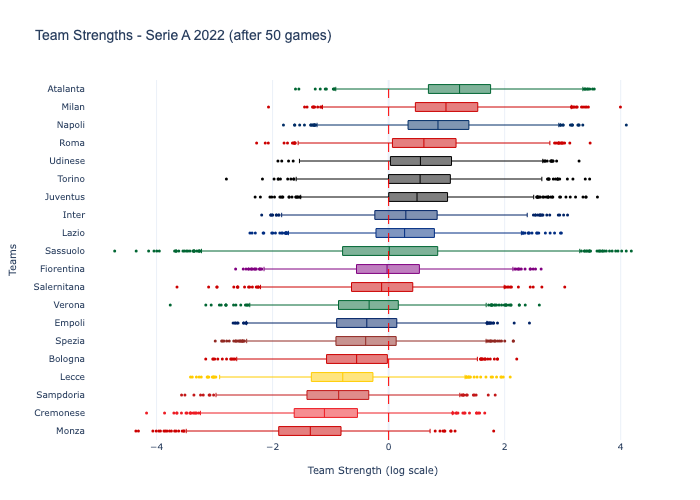 Team Strengths - Serie A 2022 (after 50 games)
Atalanta
Milan
Napoli
Roma
Udinese
Torino
Juventus
Inter
Lazio
Sassuolo
Fiorentina
Salernitana
Verona
Empoli
Spezia
Bologna
Lecce
Sampdoria
Cremonese
Monza
Teams
−4 −2 0 2 4
Team Strength (log scale)